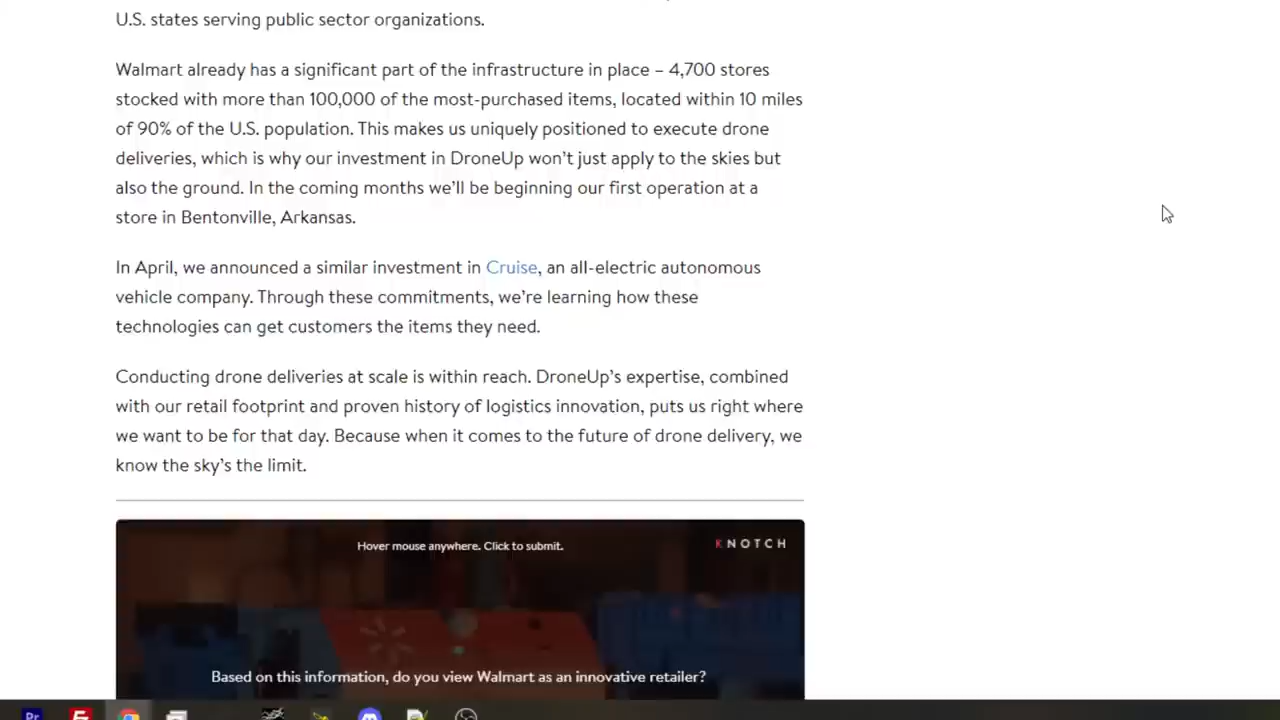 U.S. states serving public sector organizations.
Walmart already has a significant part of the infrastructure in place – 4,700 stores
stocked with more than 100,000 of the most-purchased items, located within 10 miles
of 90% of the U.S. population. This makes us uniquely positioned to execute drone
deliveries, which is why our investment in DroneUp won’t just apply to the skies but
also the ground. In the coming months we’ll be beginning our first operation at a
store in Bentonville, Arkansas.
In April, we announced a similar investment in Cruise, an all-electric autonomous
vehicle company. Through these commitments, we’re learning how these
technologies can get customers the items they need.
Conducting drone deliveries at scale is within reach. DroneUp’s expertise, combined
with our retail footprint and proven history of logistics innovation, puts us right where
we want to be for that day. Because when it comes to the future of drone delivery, we
know the sky’s the limit.
Hover mouse anywhere. Click to submit.
KNOTCH
Based on this information, do you view Walmart as an innovative retailer?
Pr